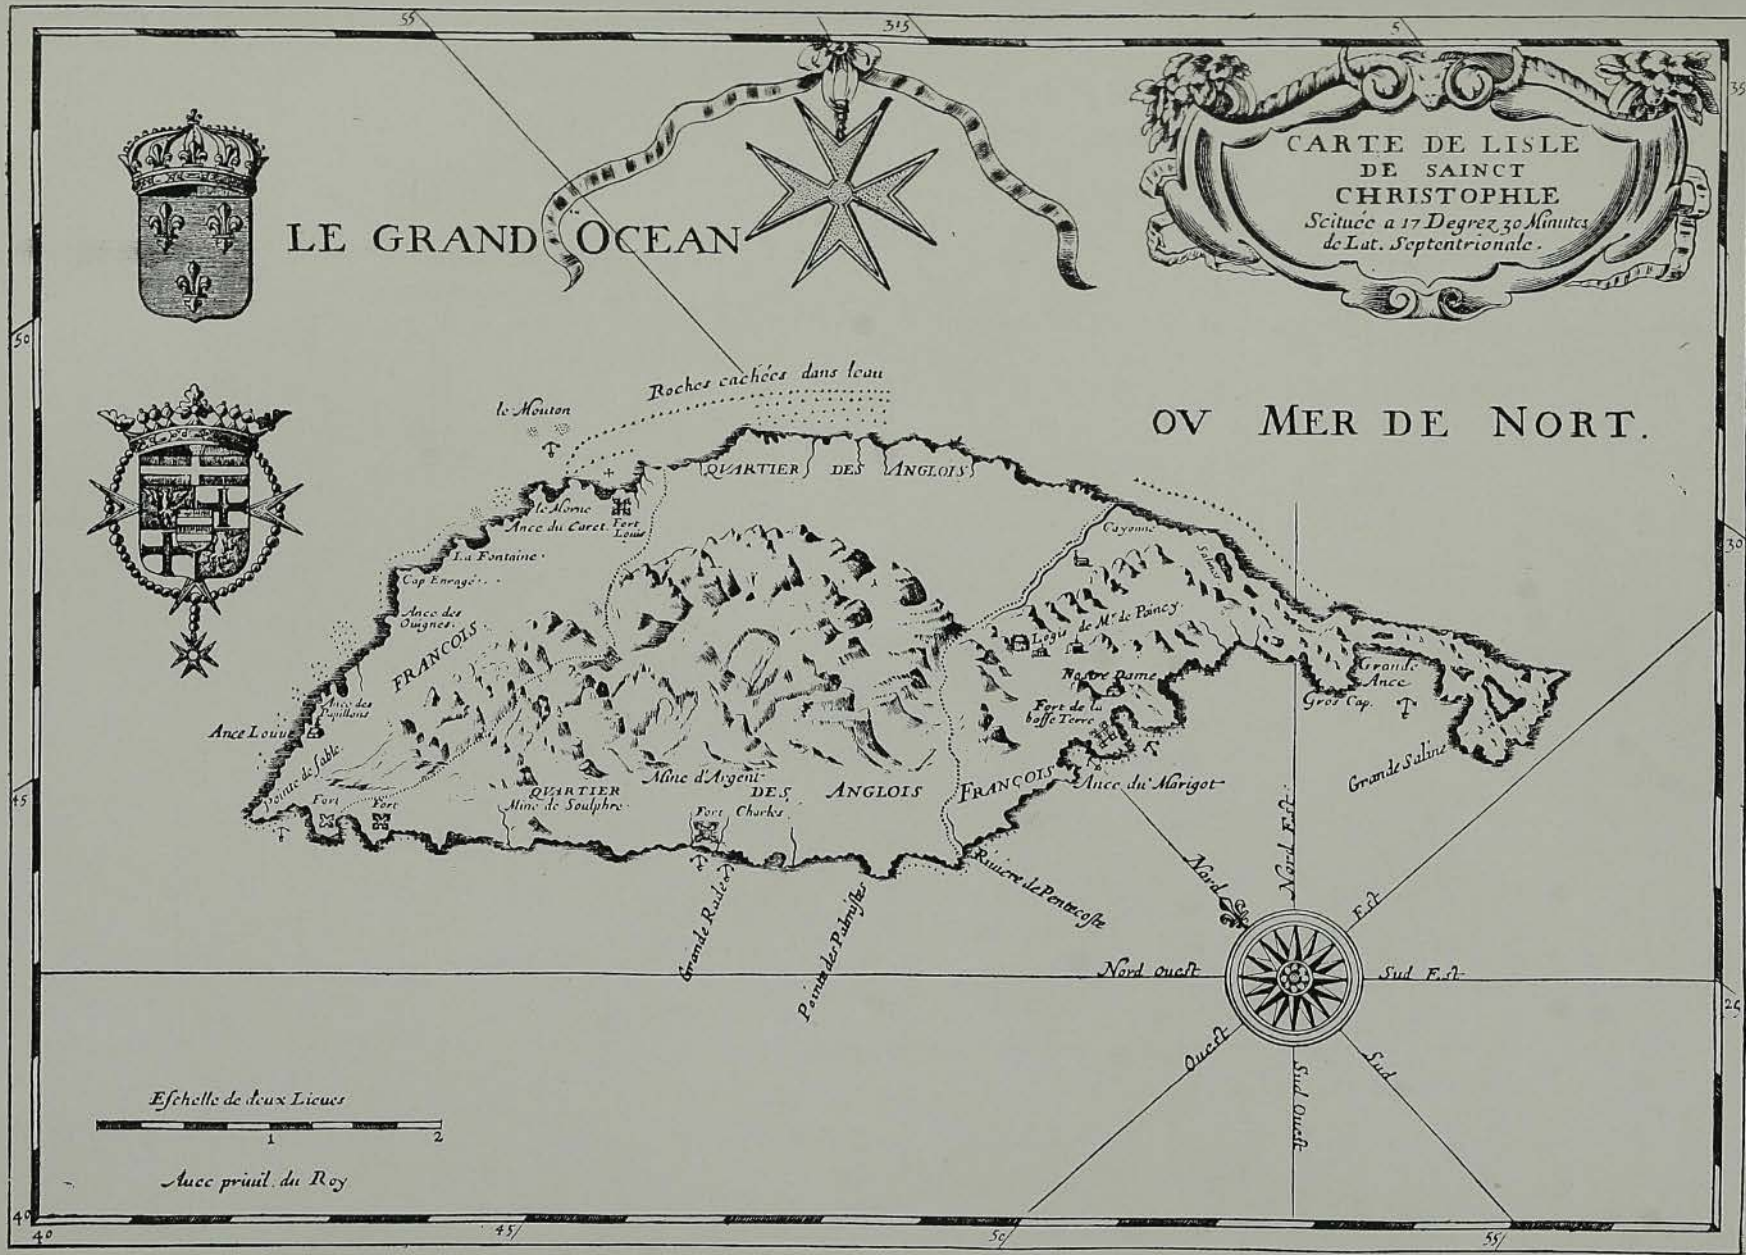 55
315
5
35
CARTE DE LISLE
DE SAINCT
CHRISTOPHLE
Scituée a 17 Degrez 30 Minutes
de Lat. Septentrionale.
LE GRAND OCEAN
50
Roches cachées dans leau
le Mouton
OV MER DE NORT.
QVARTIER DES ANGLOIS
le Morne
Ance du Caret.
Fort
Louis
Cayonne
La Fontaine.
Salines
30
Cap Enragé.
Ance des
Ouignes.
FRANCOIS.
Logis de Mr. de Poincy.
Nostre Dame
Grande
Ance
Gros Cap.
Ance des
Papillons
Fort de la
basse Terre
Ance Louue
Pointe de sable.
Grande Saline
Mine d'Argent
QVARTIER DES ANGLOIS
FRANÇOIS
Ance du Marigot
45
Fort
Fort
Mine de Soulphre.
Fort Charles.
Riuiere de Pentecoste
Grande Rade
Pointe des Palmistes
Nord
Nord Est
Est
Nord Ouest
Sud Est
25
Ouest
Sud Ouest
Sud
Eschelle de deux Lieues
1
2
Auec priuil. du Roy
40
40
45
50
55